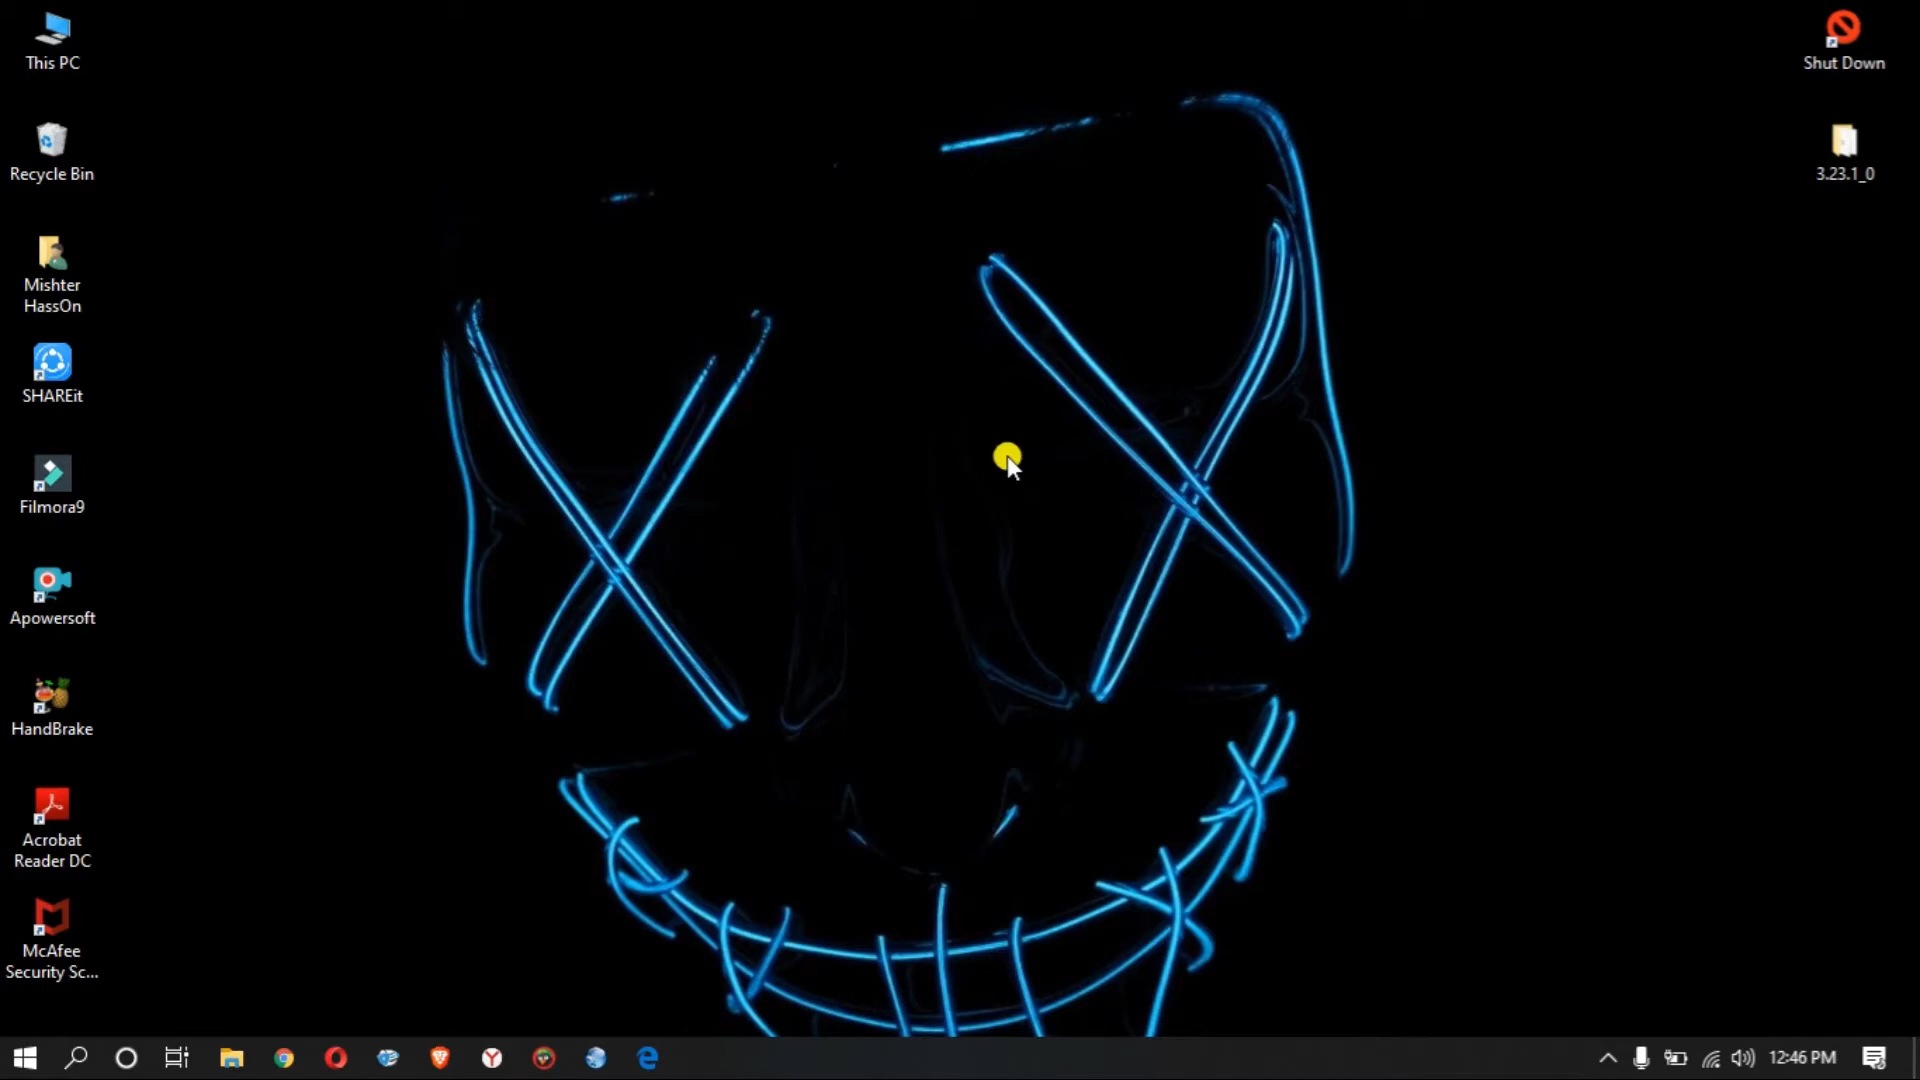 This PC
Recycle Bin
Mishter
HassOn
SHAREit
Filmora9
Apowersoft
HandBrake
Acrobat
Reader DC
McAfee
Security Sc...
Shut Down
3.23.1_0
12:46 PM